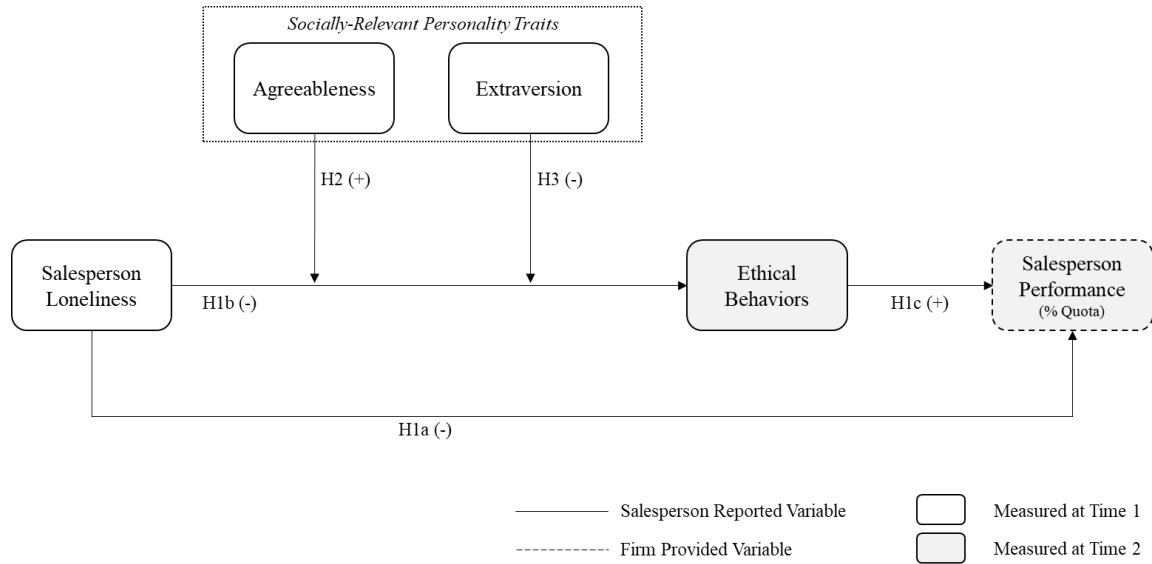 Socially-Relevant Personality Traits
Agreeableness
Extraversion
H2 (+)
H3 (-)
Salesperson
Loneliness
H1b (-)
Ethical
Behaviors
H1c (+)
Salesperson
Performance
(% Quota)
H1a (-)
Salesperson Reported Variable
Measured at Time 1
Firm Provided Variable
Measured at Time 2